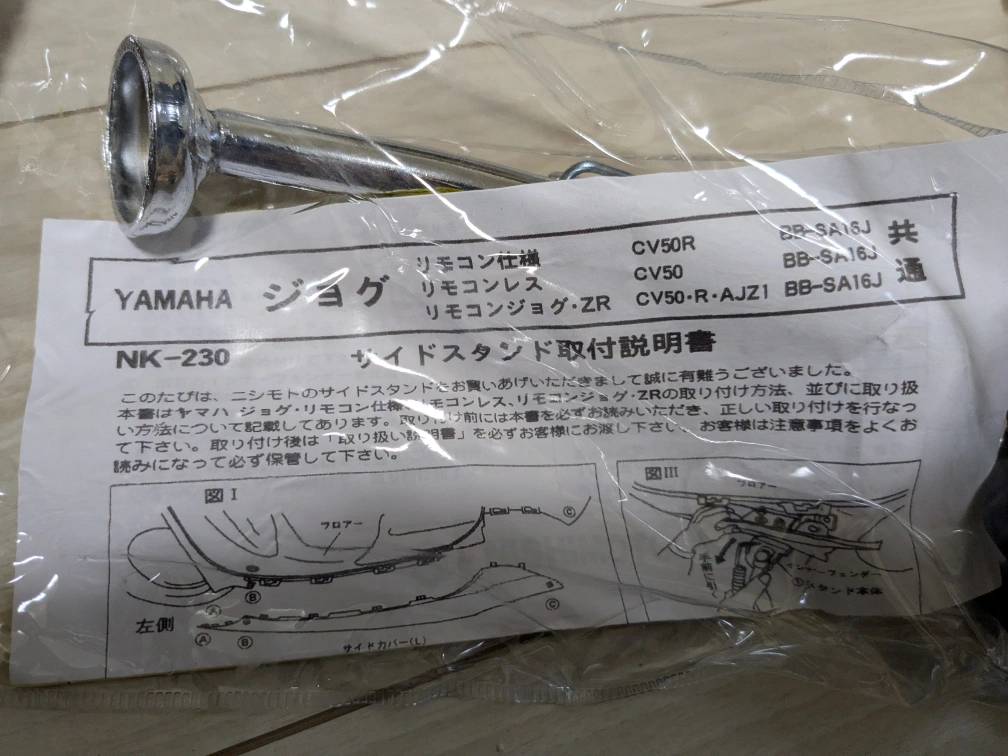 YAMAHA ジョグ
リモコン仕様 CV50R BB-SA16J
リモコンレス CV50 BB-SA16J
リモコンジョグ・ZR CV50・R・AJZ1 BB-SA16J
共通
NK-230 サイドスタンド取付説明書
このたびは、ニシモトのサイドスタンドをお買いあげいただきまして誠に有難うございました。
本書はヤマハ ジョグ・リモコン仕様、リモコンレス、リモコンジョグ・ZRの取り付け方法、並びに取り扱
い方法について記載してあります。取り付け前には本書を必ずお読みいただき、正しい取り付けを行なっ
て下さい。取り付け後は「取り扱い説明書」を必ずお客様にお渡し下さい。お客様は注意事項をよくお
読みになって必ず保管して下さい。
図I
フロアー
Ⓒ
Ⓐ
Ⓑ
左側
Ⓐ
Ⓑ
Ⓒ
サイドカバー(L)
図III
フロアー
インナーフェンダー
スタンド本体